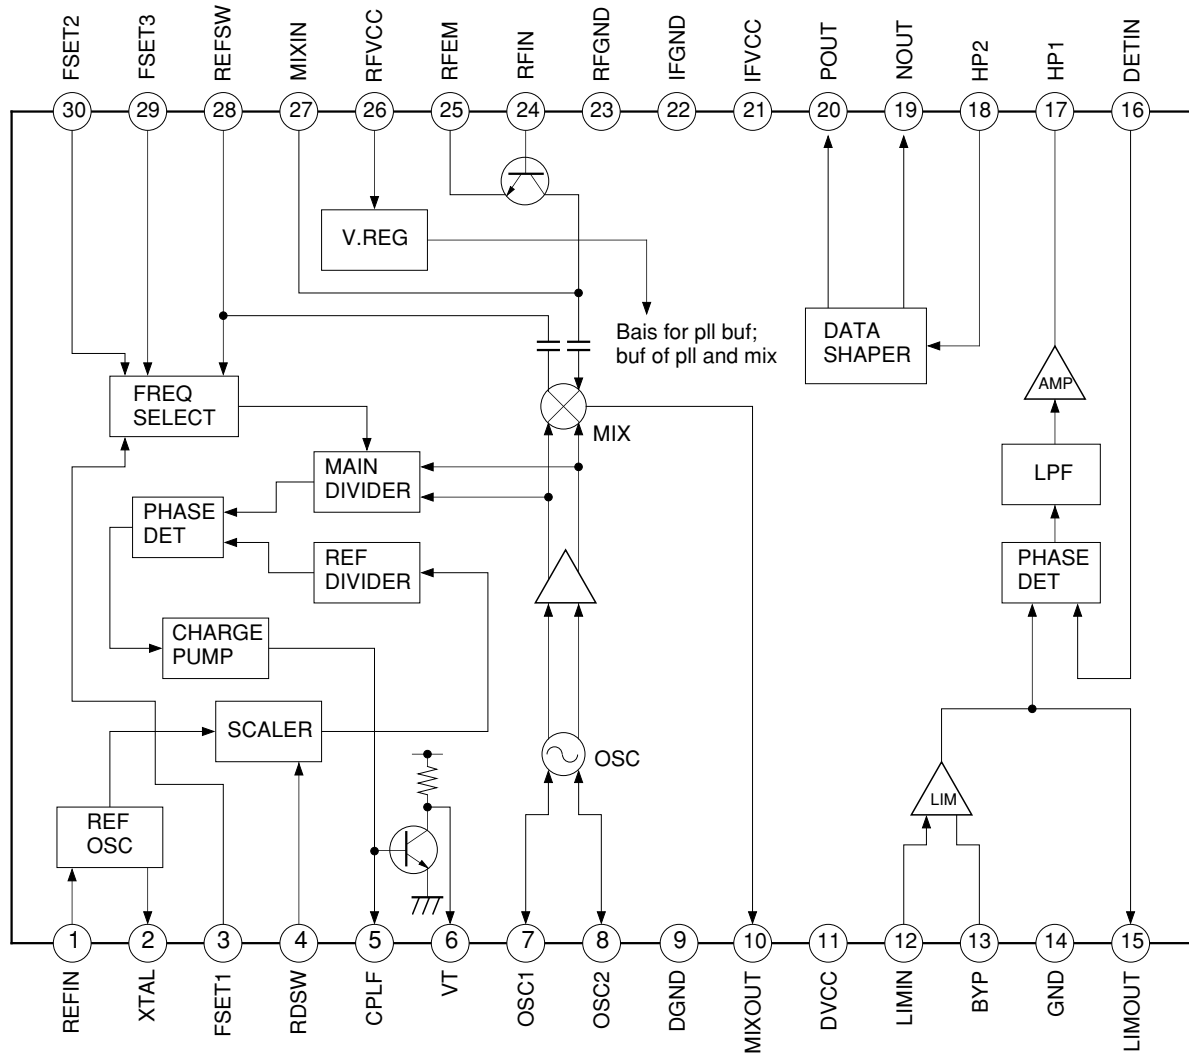 FSET2
FSET3
REFSW
MIXIN
RFVCC
RFEM
RFIN
RFGND
IFGND
IFVCC
POUT
NOUT
HP2
HP1
DETIN
30
29
28
27
26
25
24
23
22
21
20
19
18
17
16
V.REG
Bais for pll buf;
buf of pll and mix
DATA
SHAPER
FREQ
SELECT
MIX
AMP
MAIN
DIVIDER
LPF
PHASE
DET
REF
DIVIDER
PHASE
DET
CHARGE
PUMP
SCALER
OSC
LIM
REF
OSC
1
2
3
4
5
6
7
8
9
10
11
12
13
14
15
REFIN
XTAL
FSET1
RDSW
CPLF
VT
OSC1
OSC2
DGND
MIXOUT
DVCC
LIMIN
BYP
GND
LIMOUT